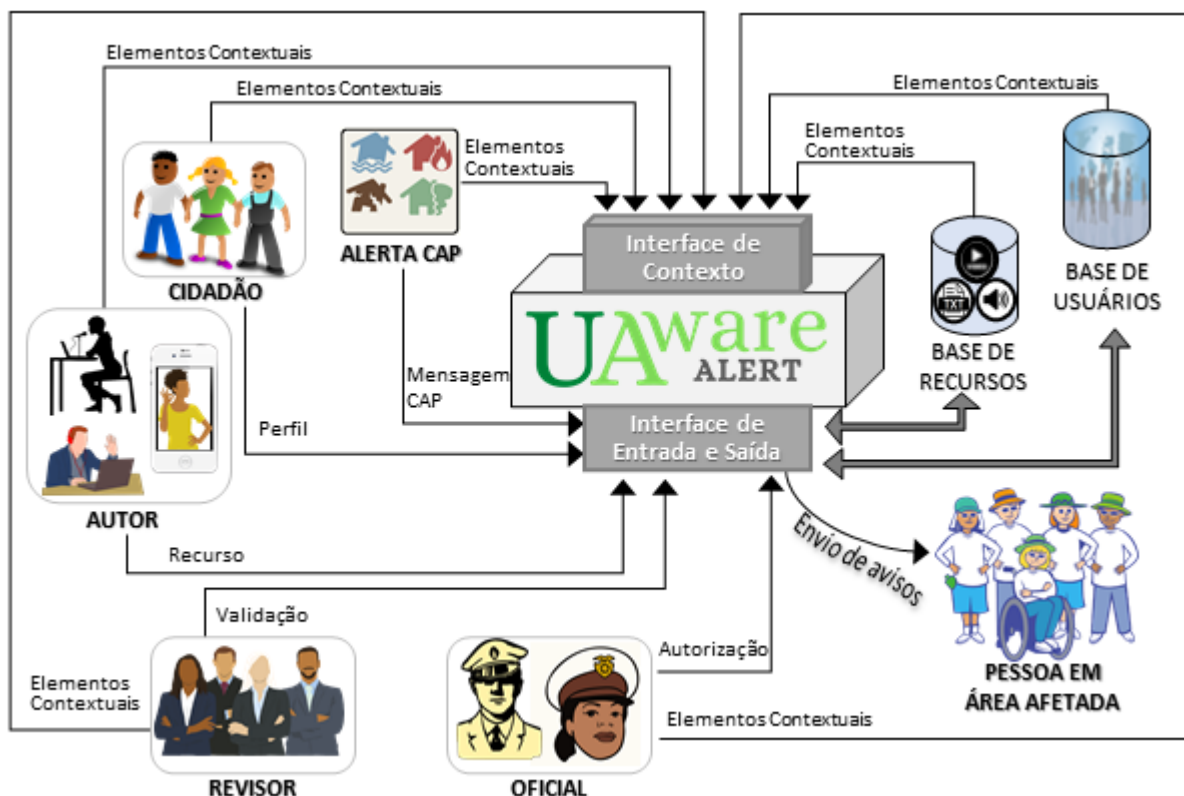 Elementos Contextuais
Elementos Contextuais
Elementos
Contextuais
Elementos Contextuais
Elementos
Contextuais
CIDADÃO
ALERTA CAP
Interface de
Contexto
UAware
ALERT
TXT
BASE DE
RECURSOS
BASE DE
USUÁRIOS
Mensagem
CAP
Perfil
Interface de
Entrada e Saída
AUTOR
Recurso
Envio de avisos
Validação
Autorização
PESSOA EM
ÁREA AFETADA
Elementos
Contextuais
Elementos Contextuais
REVISOR
OFICIAL